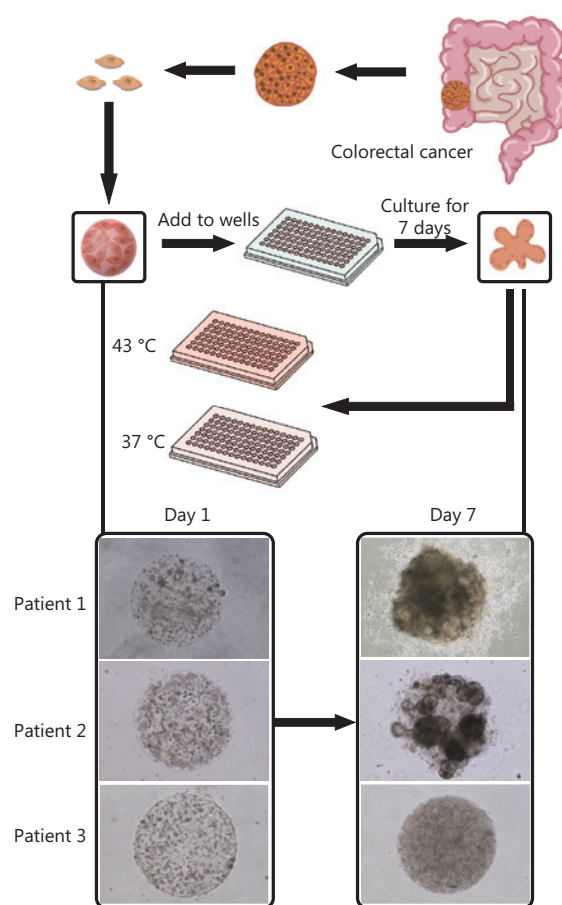 Colorectal cancer
Add to wells
Culture for
7 days
43 °C
37 °C
Day 1
Day 7
Patient 1
Patient 2
Patient 3